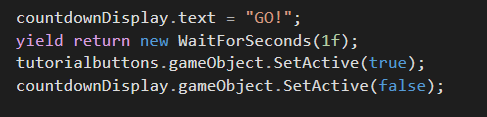 countdownDisplay.text = "GO!";
yield return new WaitForSeconds(1f);
tutorialbuttons.gameObject.SetActive(true);
countdownDisplay.gameObject.SetActive(false);